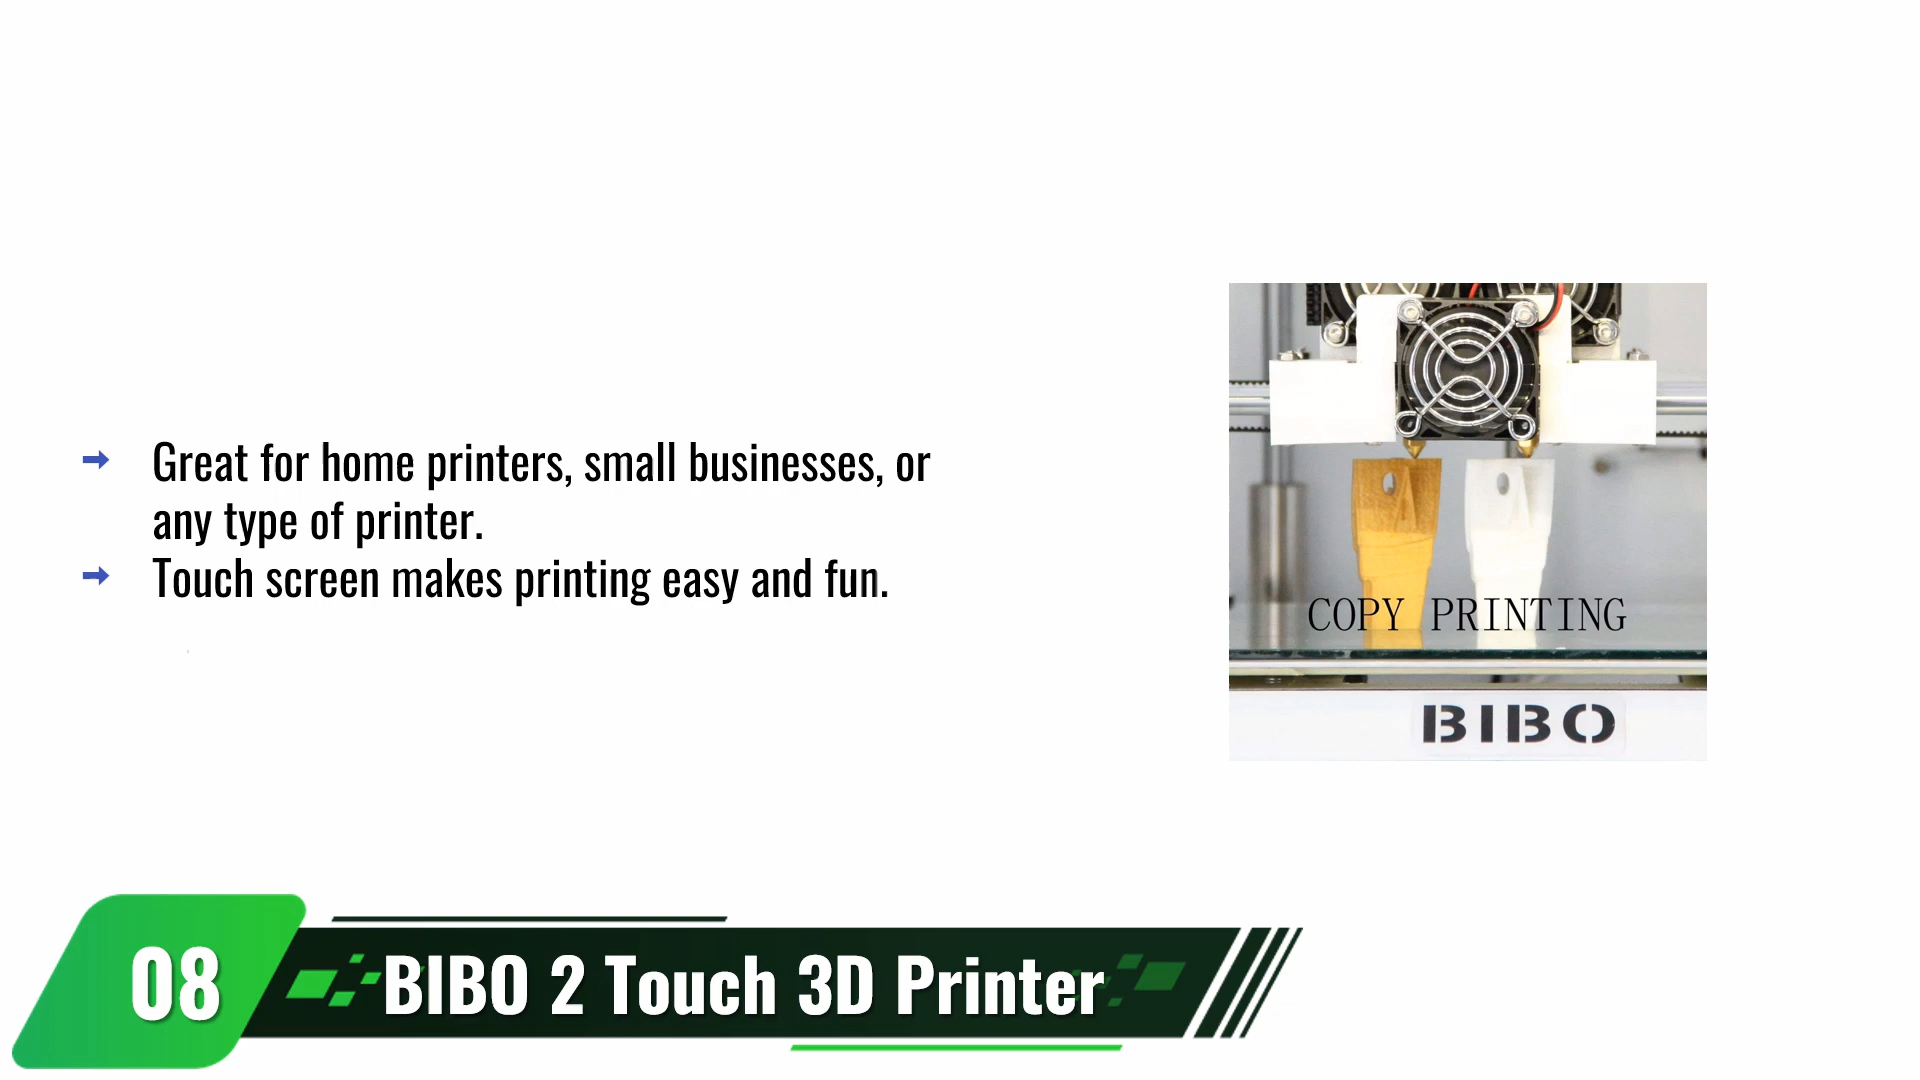 Great for home printers, small businesses, or
any type of printer.
Touch screen makes printing easy and fun.
COPY PRINTING
BIBO
08
BIBO 2 Touch 3D Printer